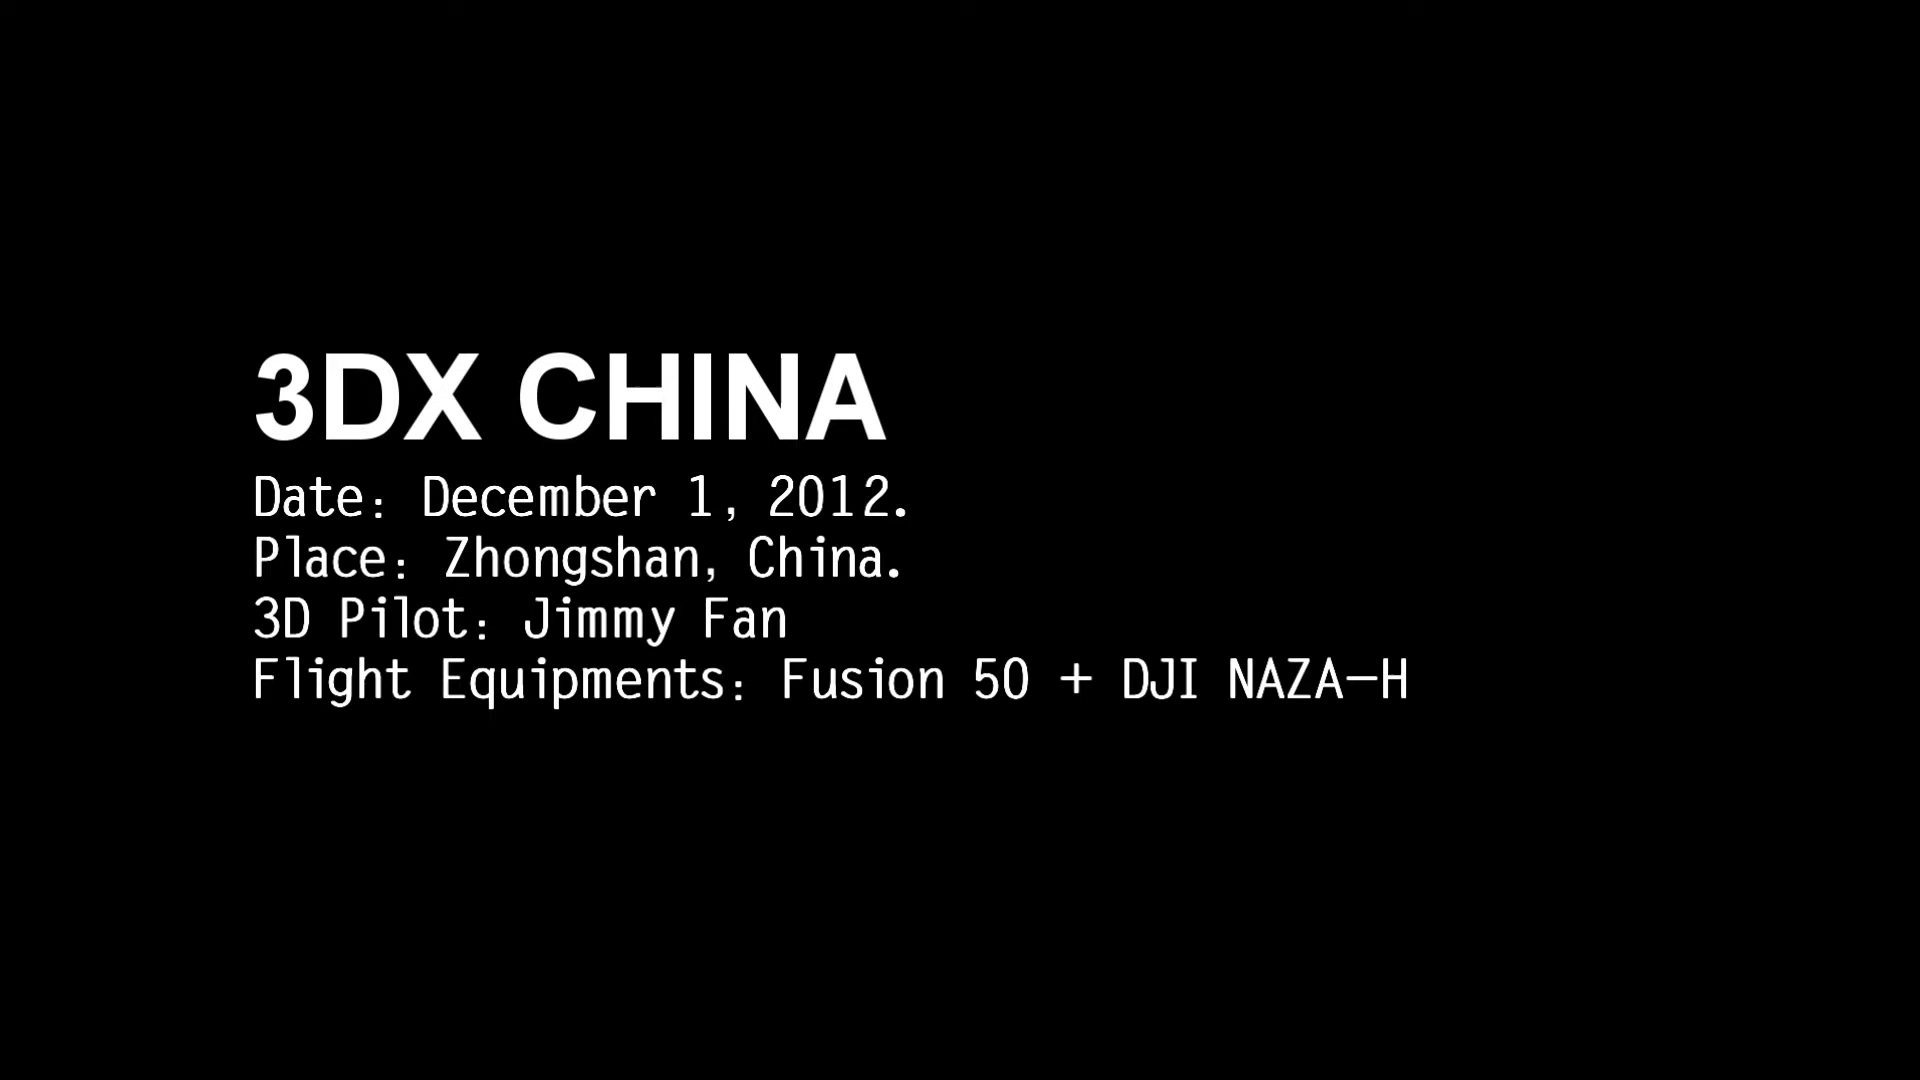 3DX CHINA
Date: December 1, 2012.
Place: Zhongshan, China.
3D Pilot: Jimmy Fan
Flight Equipments: Fusion 50 + DJI NAZA-H